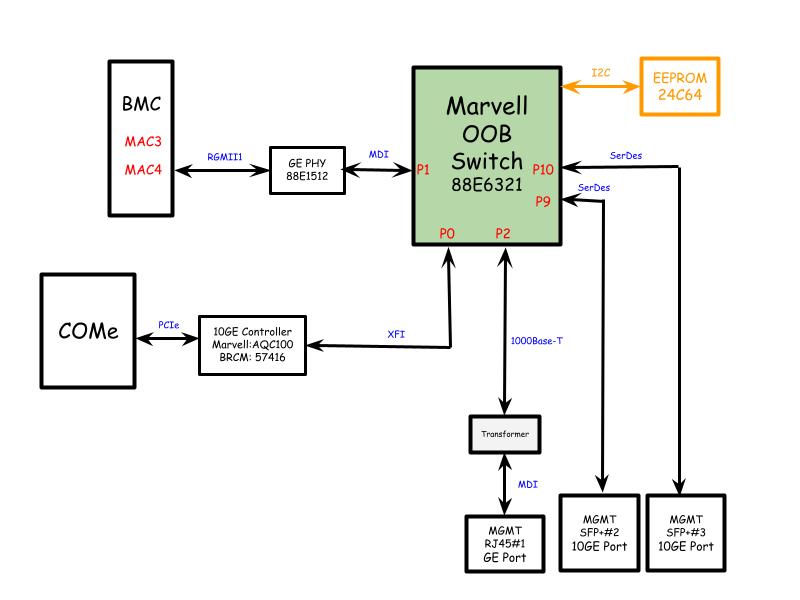 BMC
MAC3
MAC4
RGMII1
GE PHY
88E1512
MDI
Marvell
OOB
Switch
88E6321
P1
P10
P9
P0
P2
I2C
EEPROM
24C64
SerDes
SerDes
COMe
PCIe
10GE Controller
Marvell:AQC100
BRCM: 57416
XFI
1000Base-T
Transformer
MDI
MGMT
RJ45#1
GE Port
MGMT
SFP+#2
10GE Port
MGMT
SFP+#3
10GE Port